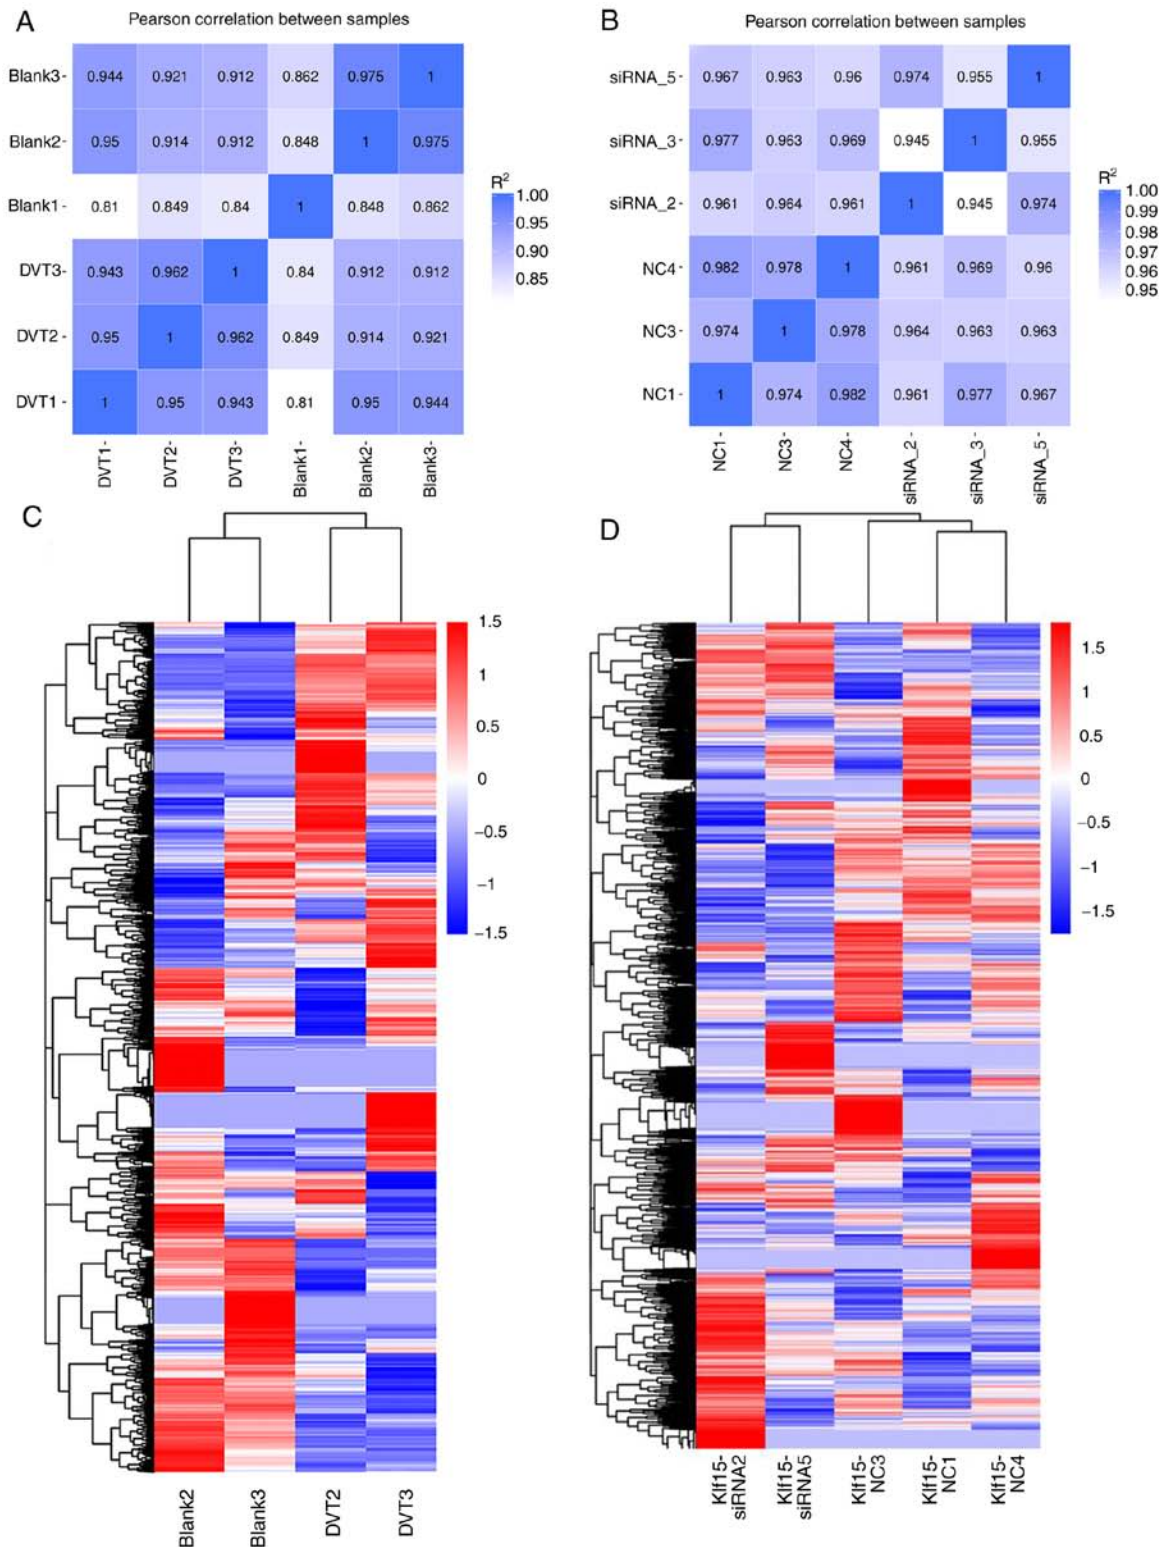 A
Pearson correlation between samples
Blank3- 0.944 0.921 0.912 0.862 0.975 1
Blank2- 0.95 0.914 0.912 0.848 1 0.975
Blank1- 0.81 0.849 0.84 1 0.848 0.862
DVT3- 0.943 0.962 1 0.84 0.912 0.912
DVT2- 0.95 1 0.962 0.849 0.914 0.921
DVT1- 1 0.95 0.943 0.81 0.95 0.944
DVT1- DVT2- DVT3- Blank1- Blank2- Blank3-
R²
1.00
0.95
0.90
0.85
B
Pearson correlation between samples
siRNA_5- 0.967 0.963 0.96 0.974 0.955 1
siRNA_3- 0.977 0.963 0.969 0.945 1 0.955
siRNA_2- 0.961 0.964 0.961 1 0.945 0.974
NC4- 0.982 0.978 1 0.961 0.969 0.96
NC3- 0.974 1 0.978 0.964 0.963 0.963
NC1- 1 0.974 0.982 0.961 0.977 0.967
NC1- NC3- NC4- siRNA_2- siRNA_3- siRNA_5-
R²
1.00
0.99
0.98
0.97
0.96
0.95
C
1.5
1
0.5
0
−0.5
−1
−1.5
Blank2 Blank3 DVT2 DVT3
D
1.5
1
0.5
0
−0.5
−1
−1.5
Klf15-
siRNA2
Klf15-
siRNA5
Klf15-
NC3
Klf15-
NC1
Klf15-
NC4